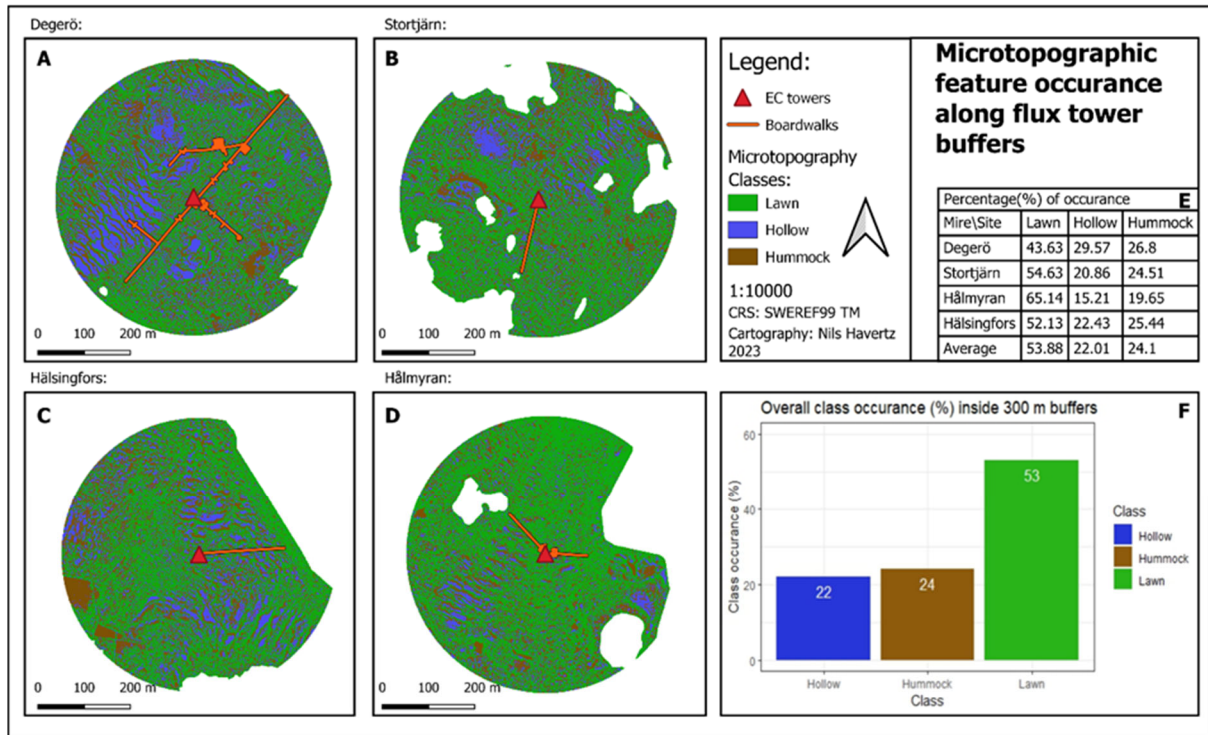 Degerö:
Stortjärn:
A
0 100 200 m
B
0 100 200 m
Legend:
EC towers
Boardwalks
Microtopography
Classes:
Lawn
Hollow
Hummock
1:10000
CRS: SWEREF99 TM
Cartography: Nils Havertz
2023
Microtopographic
feature occurance
along flux tower
buffers
Percentage(%) of occurance E
Mire\Site Lawn Hollow Hummock
Degerö 43.63 29.57 26.8
Stortjärn 54.63 20.86 24.51
Hålmyran 65.14 15.21 19.65
Hälsingfors 52.13 22.43 25.44
Average 53.88 22.01 24.1
Hälsingfors:
Hålmyran:
C
0 100 200 m
D
0 100 200 m
Overall class occurance (%) inside 300 m buffers F
Class occurance (%)
60
40
20
0
22
24
53
Hollow Hummock Lawn
Class
Class
Hollow
Hummock
Lawn